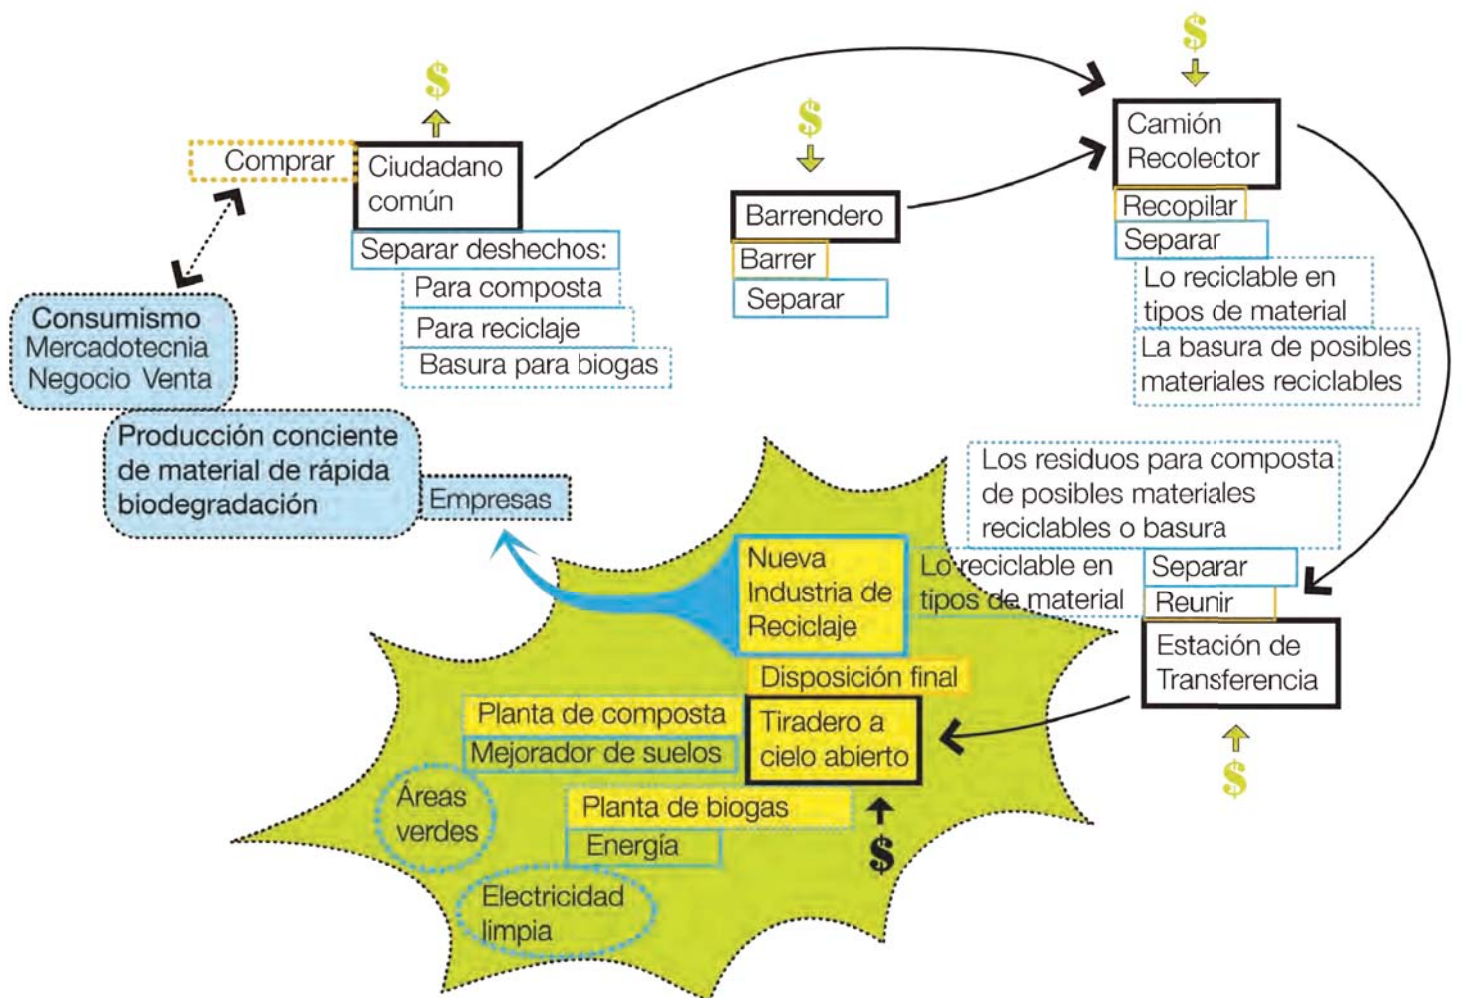 $
$
$
Comprar
Ciudadano
común
Separar deshechos:
Para composta
Para reciclaje
Basura para biogas
Barrendero
Barrer
Separar
Camión
Recolector
Recopilar
Separar
Lo reciclable en
tipos de material
La basura de posibles
materiales reciclables
Consumismo
Mercadotecnia
Negocio Venta
Producción conciente
de material de rápida
biodegradación
Empresas
Los residuos para composta
de posibles materiales
reciclables o basura
Nueva
Industria de
Reciclaje
Lo reciclable en
tipos de material
Separar
Reunir
Estación de
Transferencia
$
Disposición final
Tiradero a
cielo abierto
Planta de composta
Mejorador de suelos
Áreas
verdes
Planta de biogas
Energía
$
Electricidad
limpia